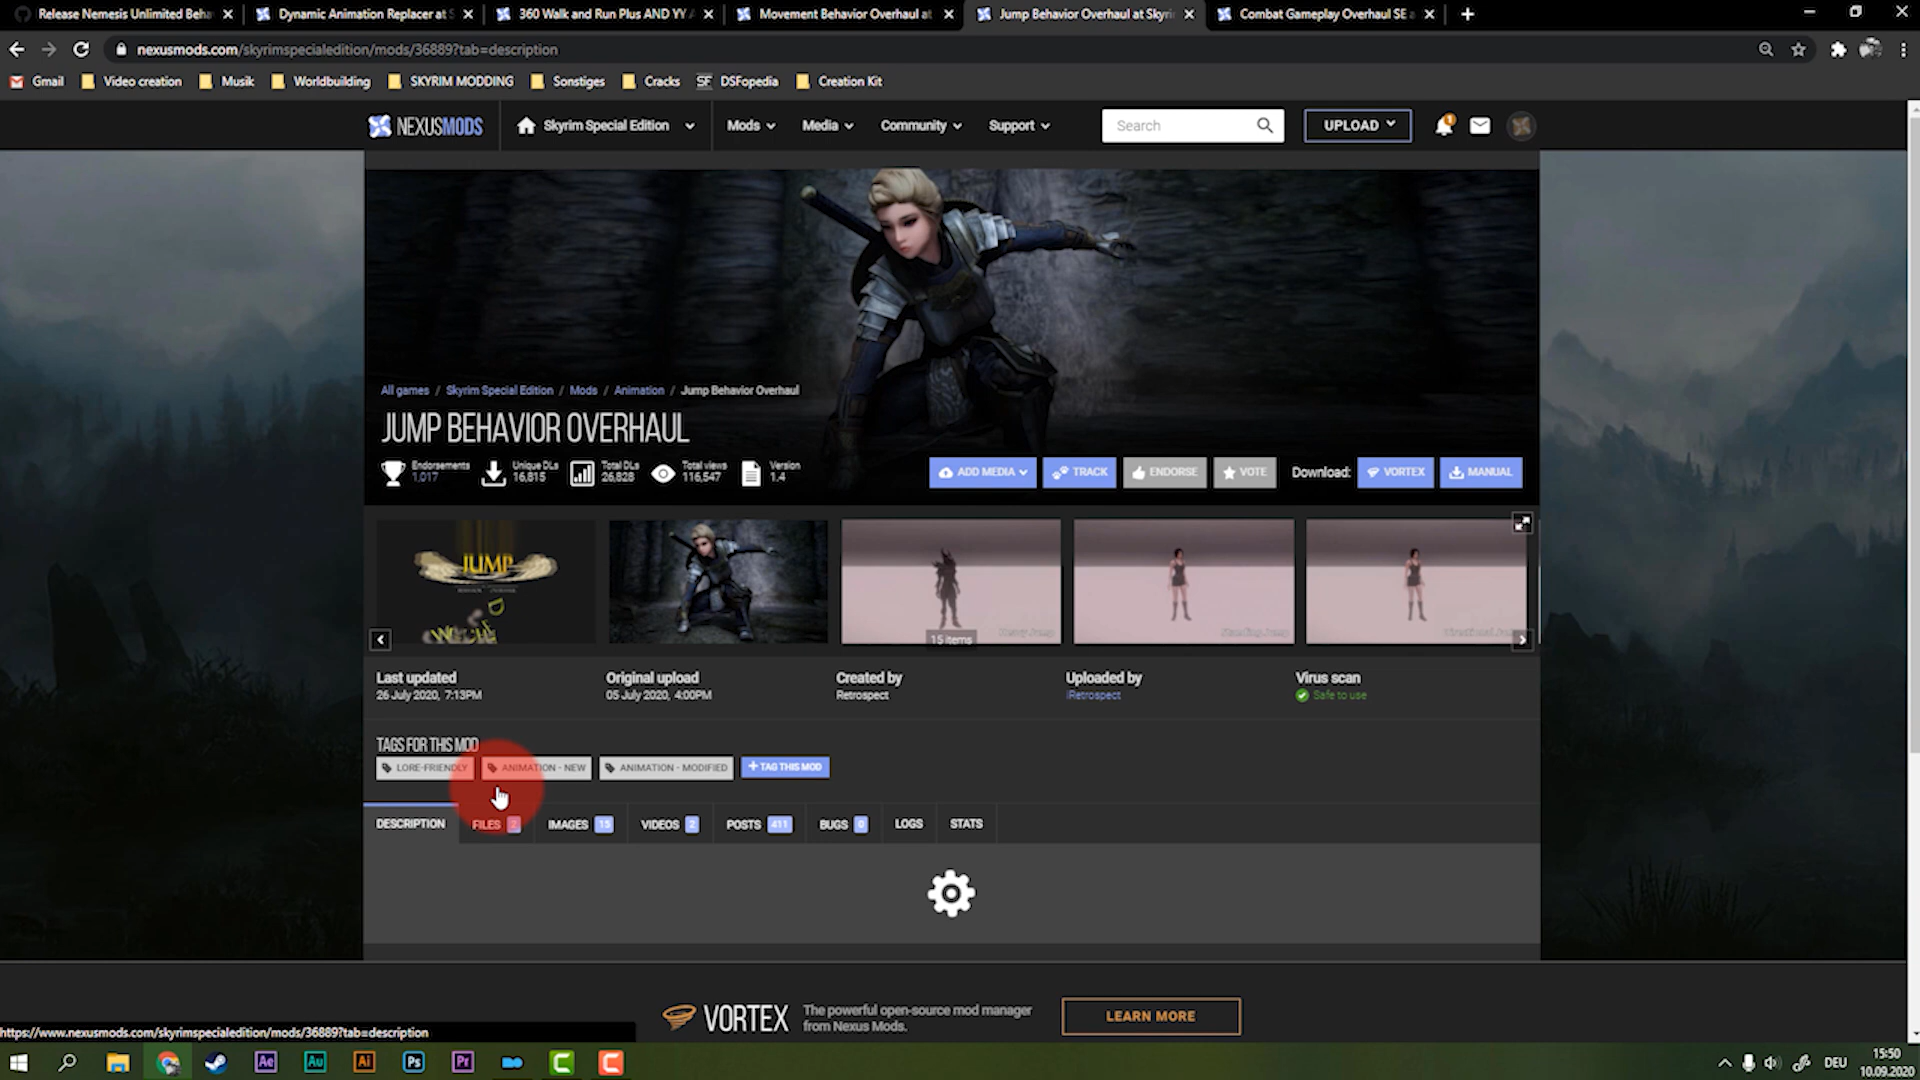 Release Nemesis Unlimited Beha
Dynamic Animation Replacer at S
360 Walk and Run Plus AND YY A
Movement Behavior Overhaul at
Jump Behavior Overhaul at Skyri
Combat Gameplay Overhaul SE a
nexusmods.com/skyrimspecialedition/mods/36889?tab=description
Gmail
Video creation
Musik
Worldbuilding
SKYRIM MODDING
Sonstiges
Cracks
SF DSFopedia
Creation Kit
NEXUSMODS
Skyrim Special Edition
Mods
Media
Community
Support
Search
UPLOAD
1
All games / Skyrim Special Edition / Mods / Animation / Jump Behavior Overhaul
JUMP BEHAVIOR OVERHAUL
Endorsements
1,017
Unique DLs
16,815
Total DLs
26,828
Total views
116,547
Version
1.4
ADD MEDIA
TRACK
ENDORSE
VOTE
Download:
VORTEX
MANUAL
JUMP
15 items
Last updated
26 July 2020, 7:13PM
Original upload
05 July 2020, 4:00PM
Created by
Retrospect
Uploaded by
iRetrospect
Virus scan
Safe to use
TAGS FOR THIS MOD
LORE-FRIENDLY
ANIMATION - NEW
ANIMATION - MODIFIED
+ TAG THIS MOD
DESCRIPTION
FILES 2
IMAGES 15
VIDEOS 2
POSTS 411
BUGS 0
LOGS
STATS
VORTEX
The powerful open-source mod manager
from Nexus Mods.
LEARN MORE
https://www.nexusmods.com/skyrimspecialedition/mods/36889?tab=description
Ae
Au
Ai
Ps
Pr
DEU
15:50
10.09.2020